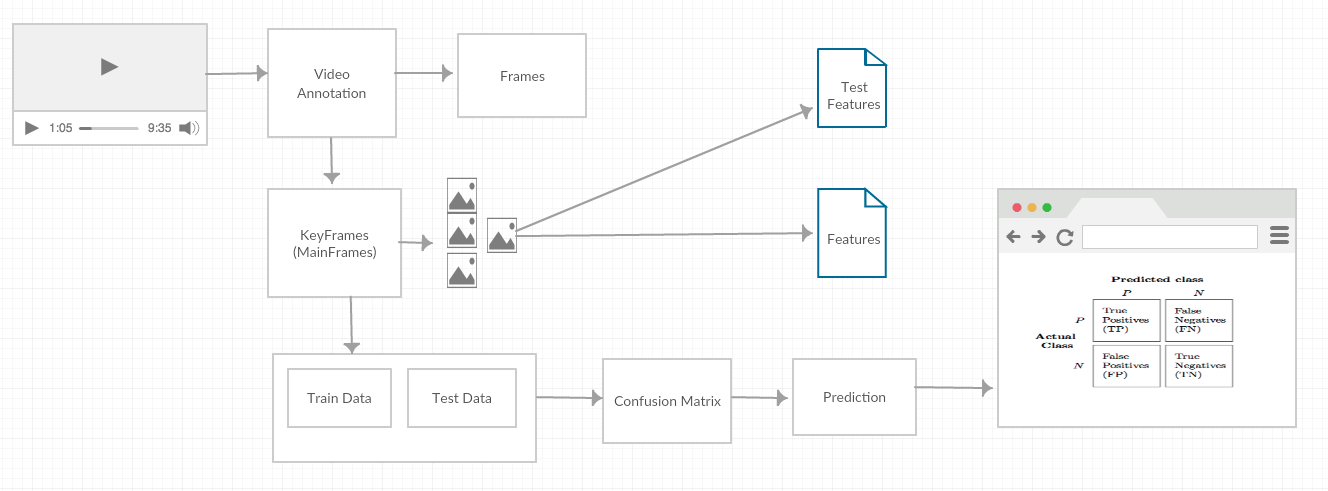 Video
Annotation
Frames
1:05
9:35
Test
Features
KeyFrames
(MainFrames)
Features
Train Data
Test Data
Confusion Matrix
Prediction
Predicted class
P
N
P
Actual
Class
N
True
Positives
(TP)
False
Negatives
(FN)
False
Positives
(FP)
True
Negatives
(TN)